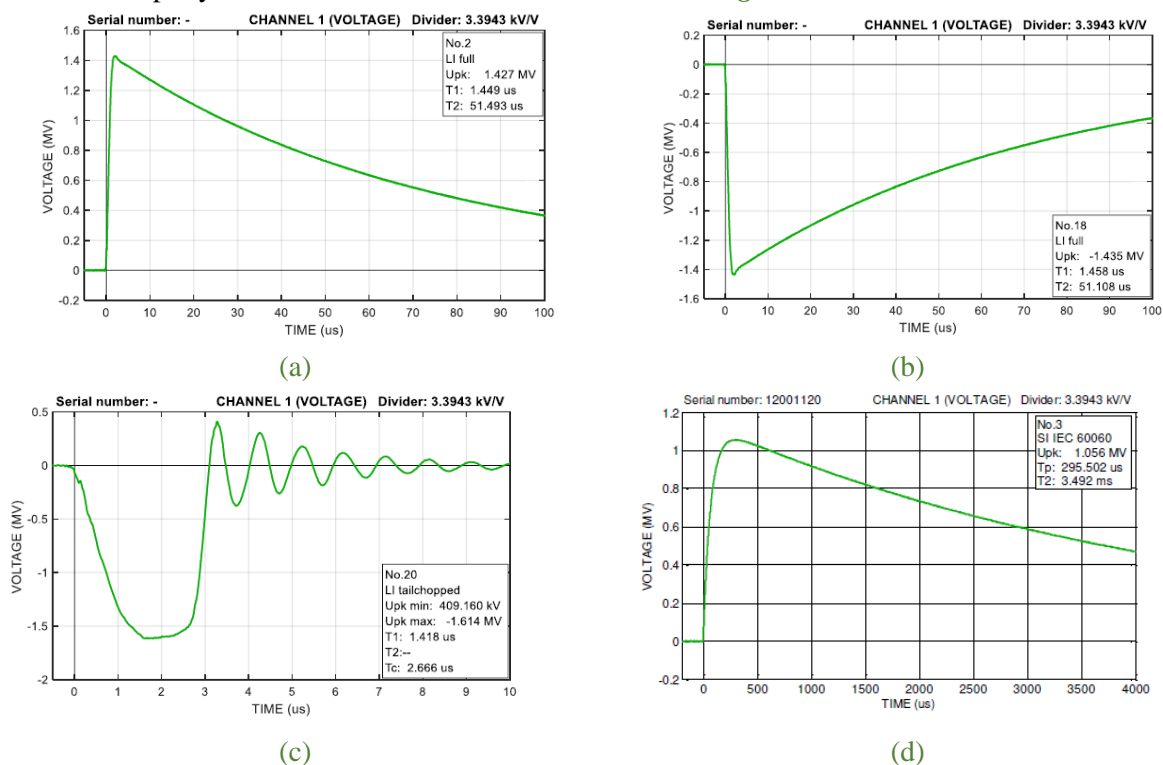 Serial number: - CHANNEL 1 (VOLTAGE) Divider: 3.3943 kV/V
No.2
LI full
Upk: 1.427 MV
T1: 1.449 us
T2: 51.493 us
VOLTAGE (MV)
1.6
1.4
1.2
1
0.8
0.6
0.4
0.2
0
-0.2
0 10 20 30 40 50 60 70 80 90 100
TIME (us)
(a)
Serial number: - CHANNEL 1 (VOLTAGE) Divider: 3.3943 kV/V
VOLTAGE (MV)
0.2
0
-0.2
-0.4
-0.6
-0.8
-1
-1.2
-1.4
-1.6
No.18
LI full
Upk: -1.435 MV
T1: 1.458 us
T2: 51.108 us
0 10 20 30 40 50 60 70 80 90 100
TIME (us)
(b)
Serial number: - CHANNEL 1 (VOLTAGE) Divider: 3.3943 kV/V
VOLTAGE (MV)
0.5
0
-0.5
-1
-1.5
-2
No.20
LI tailchopped
Upk min: 409.160 kV
Upk max: -1.614 MV
T1: 1.418 us
T2:--
Tc: 2.666 us
0 1 2 3 4 5 6 7 8 9 10
TIME (us)
(c)
Serial number: 12001120 CHANNEL 1 (VOLTAGE) Divider: 3.3943 kV/V
No.3
SI IEC 60060
Upk: 1.056 MV
Tp: 295.502 us
T2: 3.492 ms
VOLTAGE (MV)
1.2
1
0.8
0.6
0.4
0.2
0
-0.2
0 500 1000 1500 2000 2500 3000 3500 4000
TIME (us)
(d)